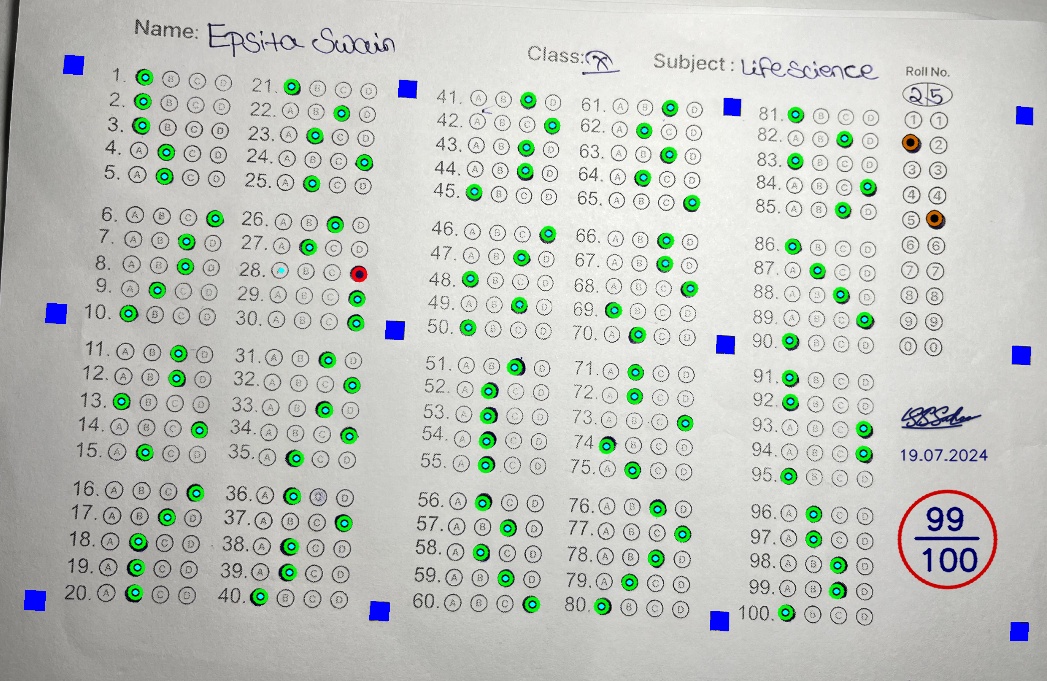 Name: Epsita Swain
Class: X
Subject: Lifescience
1. B C D
2. B C D
3. B C D
4. A C D
5. A C D
6. A B C
7. A B D
8. A B D
9. A C D
10. B C D
11. A B D
12. A B D
13. B C D
14. A B C
15. A C D
16. A B C
17. A B D
18. A C D
19. A C D
20. A C D
21. B C D
22. A B D
23. A C D
24. A B C
25. A C D
26. A B D
27. A C D
28. B C
29. A B C
30. A B C
31. A B D
32. A B C
33. A B D
34. A B C
35. A C D
36. A D
37. A B C
38. A C D
39. A C D
40. B C D
41. A B D
42. A B C
43. A B D
44. A B D
45. B C D
46. A B C
47. A B D
48. B C D
49. A B D
50. B C D
51. A B D
52. A C D
53. A C D
54. A C D
55. A C D
56. A C D
57. A B D
58. A C D
59. A B D
60. A B C
61. A B D
62. A C D
63. A B D
64. A C D
65. A B C
66. A B D
67. A B D
68. A B C
69. B C D
70. A C D
71. A C D
72. A C D
73. A B C
74 B C D
75. A C D
76. A B D
77. A B C
78. A B D
79. A C D
80. B C D
81. B C D
82. A B D
83. B C D
84. A B C
85. A B D
86. B C D
87. A C D
88. A B D
89. A B C
90. B C D
91. B C D
92. B C D
93. A B C
94. A B C
95. B C D
96. A C D
97. A C D
98. A B D
99. A B D
100. B C D
Roll No.
2 5
1 1
2
3 3
4 4
5
6 6
7 7
8 8
9 9
0 0
19.07.2024
99
100